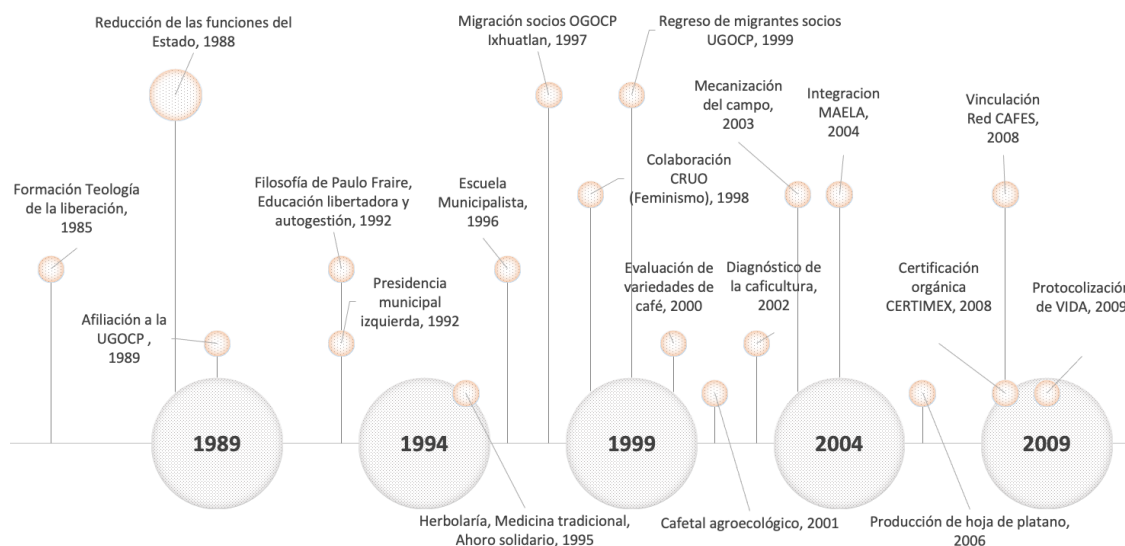 Reducción de las funciones del
Estado, 1988
Migración socios OGOCP
Ixhuatlan, 1997
Regreso de migrantes socios
UGOCP, 1999
Mecanización
del campo,
2003
Integracion
MAELA,
2004
Vinculación
Red CAFES,
2008
Formación Teología
de la liberación,
1985
Filosofía de Paulo Fraire,
Educación libertadora y
autogestión, 1992
Escuela
Municipalista,
1996
Colaboración
CRUO
(Feminismo), 1998
Afiliación a la
UGOCP ,
1989
Presidencia
municipal
izquierda, 1992
Evaluación de
variedades de
café, 2000
Diagnóstico de
la caficultura,
2002
Certificación
orgánica
CERTIMEX, 2008
Protocolización
de VIDA, 2009
1989
1994
1999
2004
2009
Herbolaría, Medicina tradicional,
Ahoro solidario, 1995
Cafetal agroecológico, 2001
Producción de hoja de platano,
2006